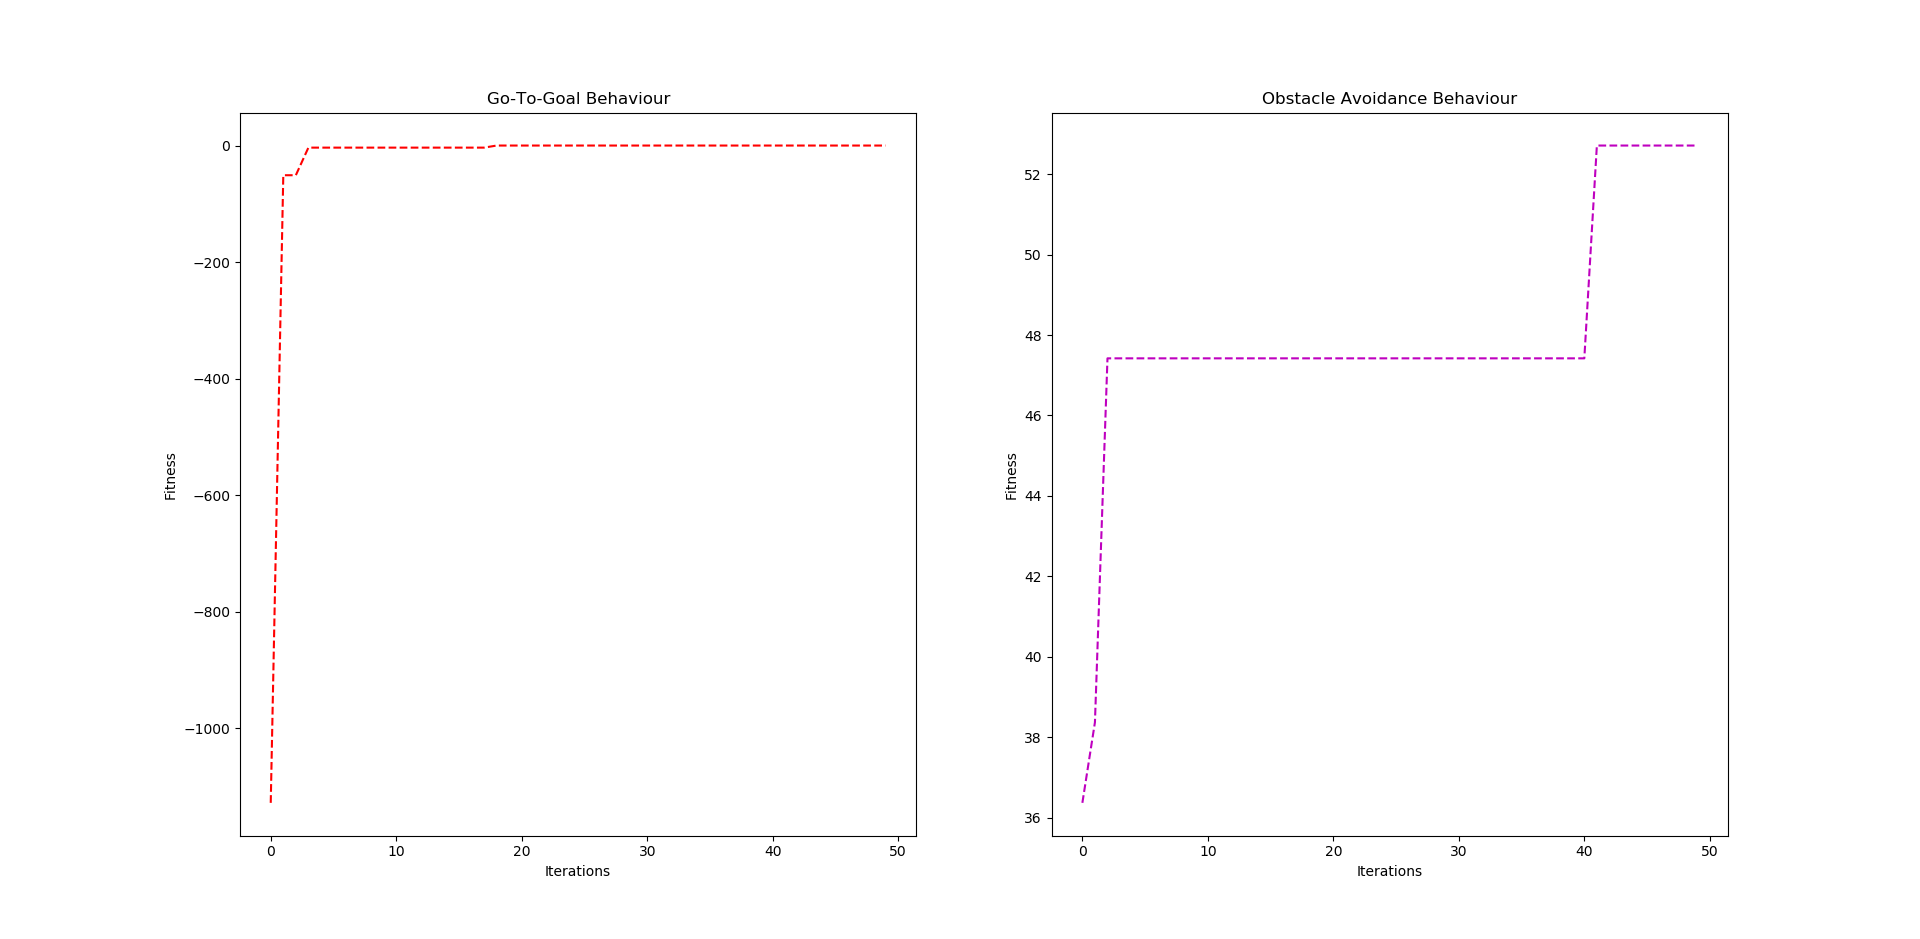 Go-To-Goal Behaviour
0
−200
−400
−600
−800
−1000
Fitness
0 10 20 30 40 50
Iterations
Obstacle Avoidance Behaviour
52
50
48
46
44
42
40
38
36
Fitness
0 10 20 30 40 50
Iterations